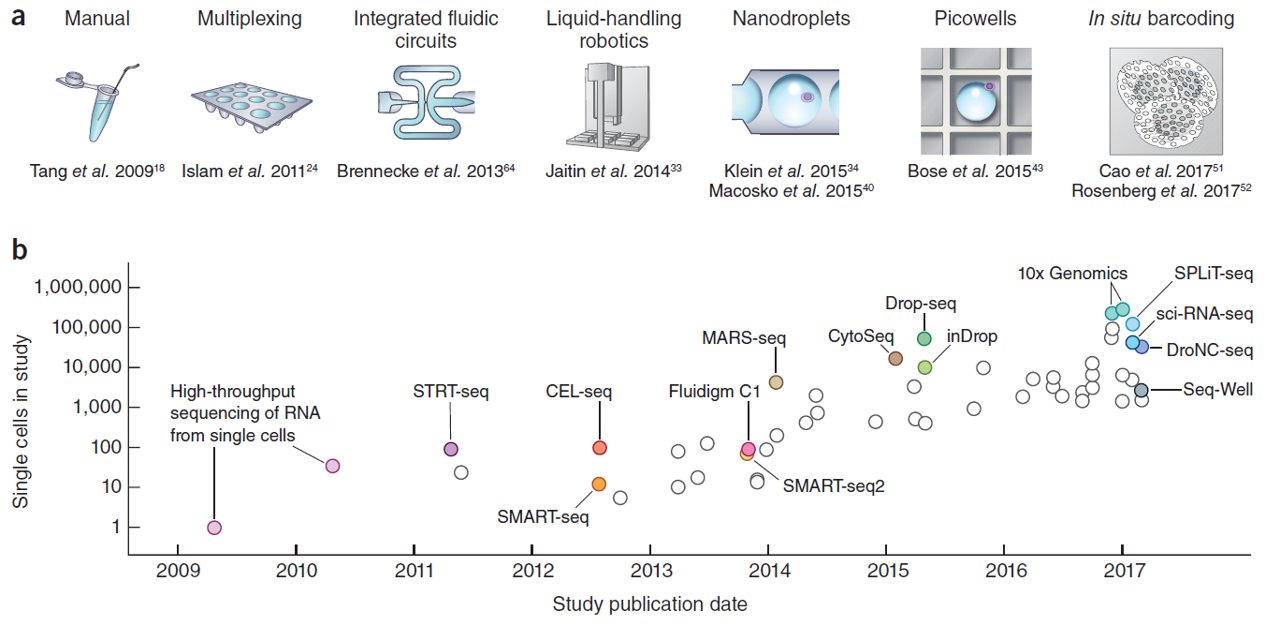 a
Manual
Multiplexing
Integrated fluidic
circuits
Liquid-handling
robotics
Nanodroplets
Picowells
In situ barcoding
Tang et al. 2009¹⁸
Islam et al. 2011²⁴
Brennecke et al. 2013⁶⁴
Jaitin et al. 2014³³
Klein et al. 2015³⁴
Macosko et al. 2015⁴⁰
Bose et al. 2015⁴³
Cao et al. 2017⁵¹
Rosenberg et al. 2017⁵²
b
Single cells in study
1,000,000
100,000
10,000
1,000
100
10
1
High-throughput
sequencing of RNA
from single cells
STRT-seq
CEL-seq
SMART-seq
Fluidigm C1
SMART-seq2
MARS-seq
CytoSeq
Drop-seq
inDrop
10x Genomics
SPLiT-seq
sci-RNA-seq
DroNC-seq
Seq-Well
2009
2010
2011
2012
2013
2014
2015
2016
2017
Study publication date